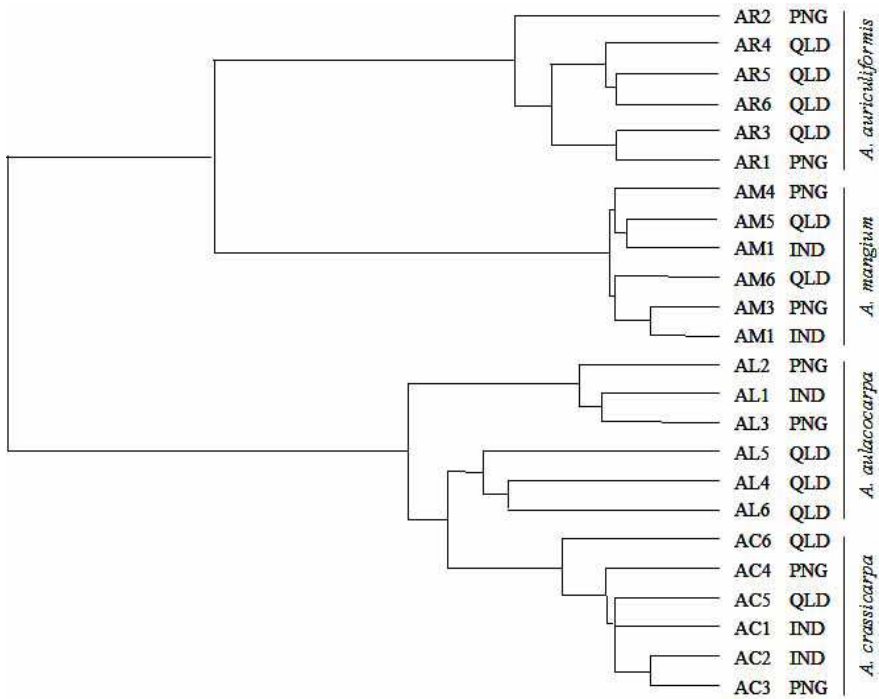 AR2 PNG
AR4 QLD
AR5 QLD
AR6 QLD
AR3 QLD
AR1 PNG
A. auriculiformis
AM4 PNG
AM5 QLD
AM1 IND
AM6 QLD
AM3 PNG
AM1 IND
A. mangium
AL2 PNG
AL1 IND
AL3 PNG
AL5 QLD
AL4 QLD
AL6 QLD
A. aulacocarpa
AC6 QLD
AC4 PNG
AC5 QLD
AC1 IND
AC2 IND
AC3 PNG
A. crassicarpa